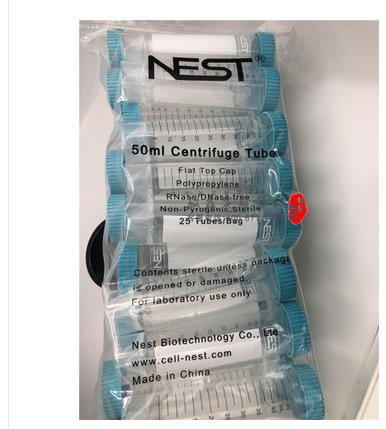 NEST®
50ml Centrifuge Tube
Flat Top Cap
Polypropylene
RNase/DNase-free
Non-Pyrogenic Sterile
25 Tubes/Bag
Contents sterile unless package
is opened or damaged.
For laboratory use only
Nest Biotechnology Co., Ltd
www.cell-nest.com
Made in China